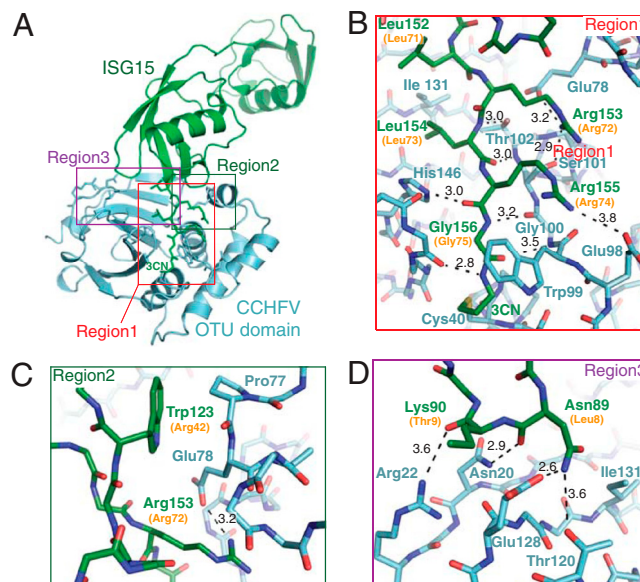 A
ISG15
Region3
Region2
3CN
CCHFV
OTU domain
Region1
B
Region
Leu152
(Leu71)
Glu78
Ile 131
3.2
Arg153
(Arg72)
3.0
Leu154
(Leu73)
Thr102
2.9
Region1
3.0
Ser101
His146
Arg155
(Arg74)
3.0
3.2
3.8
Gly156
(Gly75)
Gly100
3.5
Glu98
2.8
Trp99
3CN
Cys40
C
Region2
Pro77
Trp123
(Arg42)
Glu78
Arg153
(Arg72)
3.2
D
Region3
Lys90
(Thr9)
Asn89
(Leu8)
3.6
2.9
2.6
Arg22
Asn20
Ile131
3.6
Glu128
Thr120